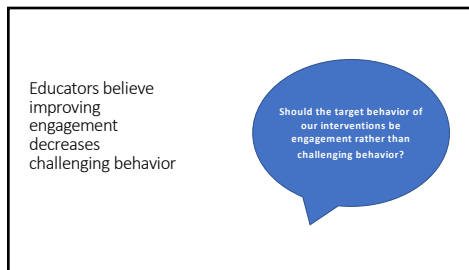 Educators believe
improving
engagement
decreases
challenging behavior
Should the target behavior of
our interventions be
engagement rather than
challenging behavior?